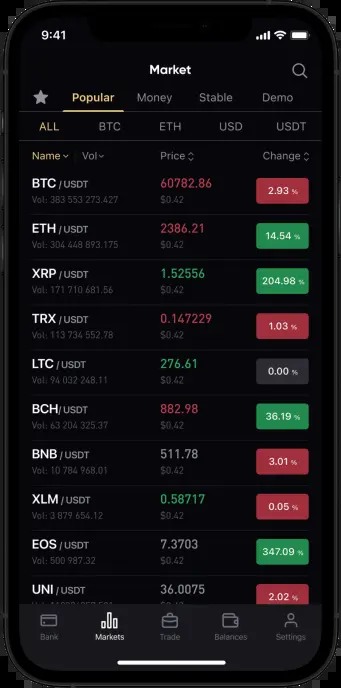 9:41
Market
Popular Money Stable Demo
ALL BTC ETH USD USDT
Name Vol Price Change
BTC / USDT 60782.86 2.93 %
Vol: 383 553 273.427 $0.42
ETH / USDT 2386.21 14.54 %
Vol: 304 448 893.175 $0.42
XRP / USDT 1.52556 204.98 %
Vol: 171 710 681.56 $0.42
TRX / USDT 0.147229 1.03 %
Vol: 113 734 552.78 $0.42
LTC / USDT 276.61 0.00 %
Vol: 94 032 248.11 $0.42
BCH/ USDT 882.98 36.19 %
Vol: 63 204 325.37 $0.42
BNB / USDT 511.78 3.01 %
Vol: 10 784 968.01 $0.42
XLM / USDT 0.58717 0.05 %
Vol: 3 879 654.12 $0.42
EOS / USDT 7.3703 347.09 %
Vol: 500 987.32 $0.42
UNI / USDT 36.0075 2.02 %
Bank Markets Trade Balances Settings